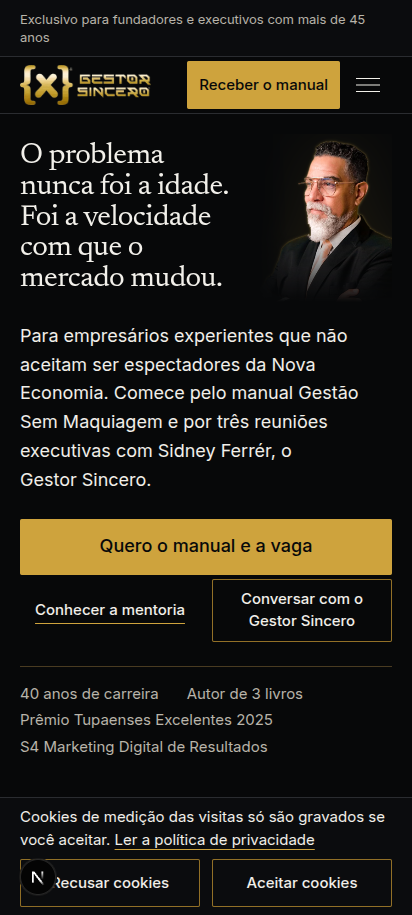 Exclusivo para fundadores e executivos com mais de 45
anos
{x} GESTOR
SINCERO
Receber o manual
O problema
nunca foi a idade.
Foi a velocidade
com que o
mercado mudou.
Para empresários experientes que não
aceitam ser espectadores da Nova
Economia. Comece pelo manual Gestão
Sem Maquiagem e por três reuniões
executivas com Sidney Ferrér, o
Gestor Sincero.
Quero o manual e a vaga
Conhecer a mentoria
Conversar com o
Gestor Sincero
40 anos de carreira Autor de 3 livros
Prêmio Tupaenses Excelentes 2025
S4 Marketing Digital de Resultados
Cookies de medição das visitas só são gravados se
você aceitar. Ler a política de privacidade
N
Recusar cookies
Aceitar cookies